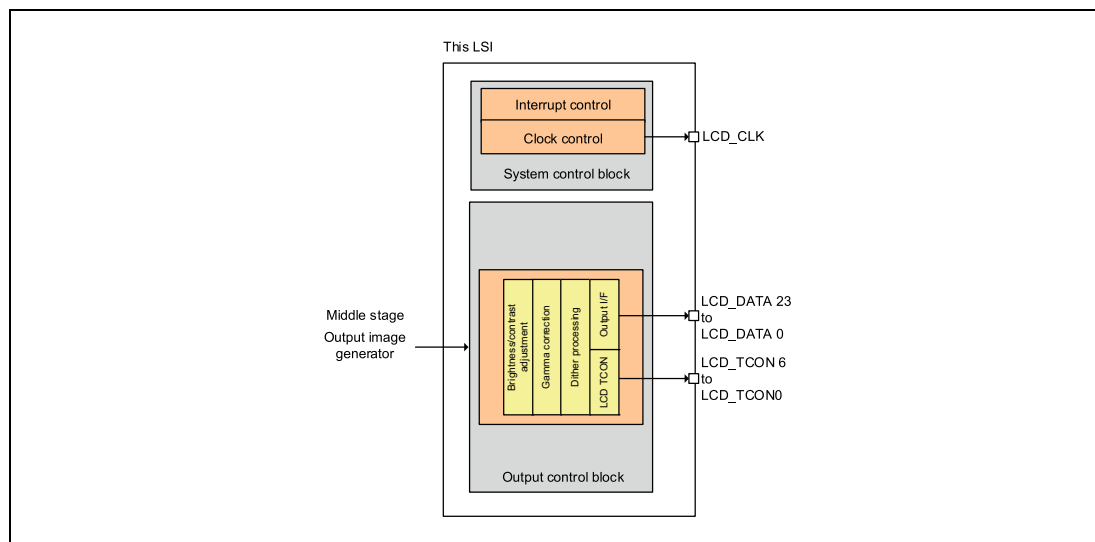 This LSI
Interrupt control
Clock control
System control block
LCD_CLK
Middle stage
Output image
generator
Brightness/contrast
adjustment
Gamma correction
Dither processing
Output I/F
LCD TCON
LCD_DATA 23
to
LCD_DATA 0
LCD_TCON 6
to
LCD_TCON0
Output control block